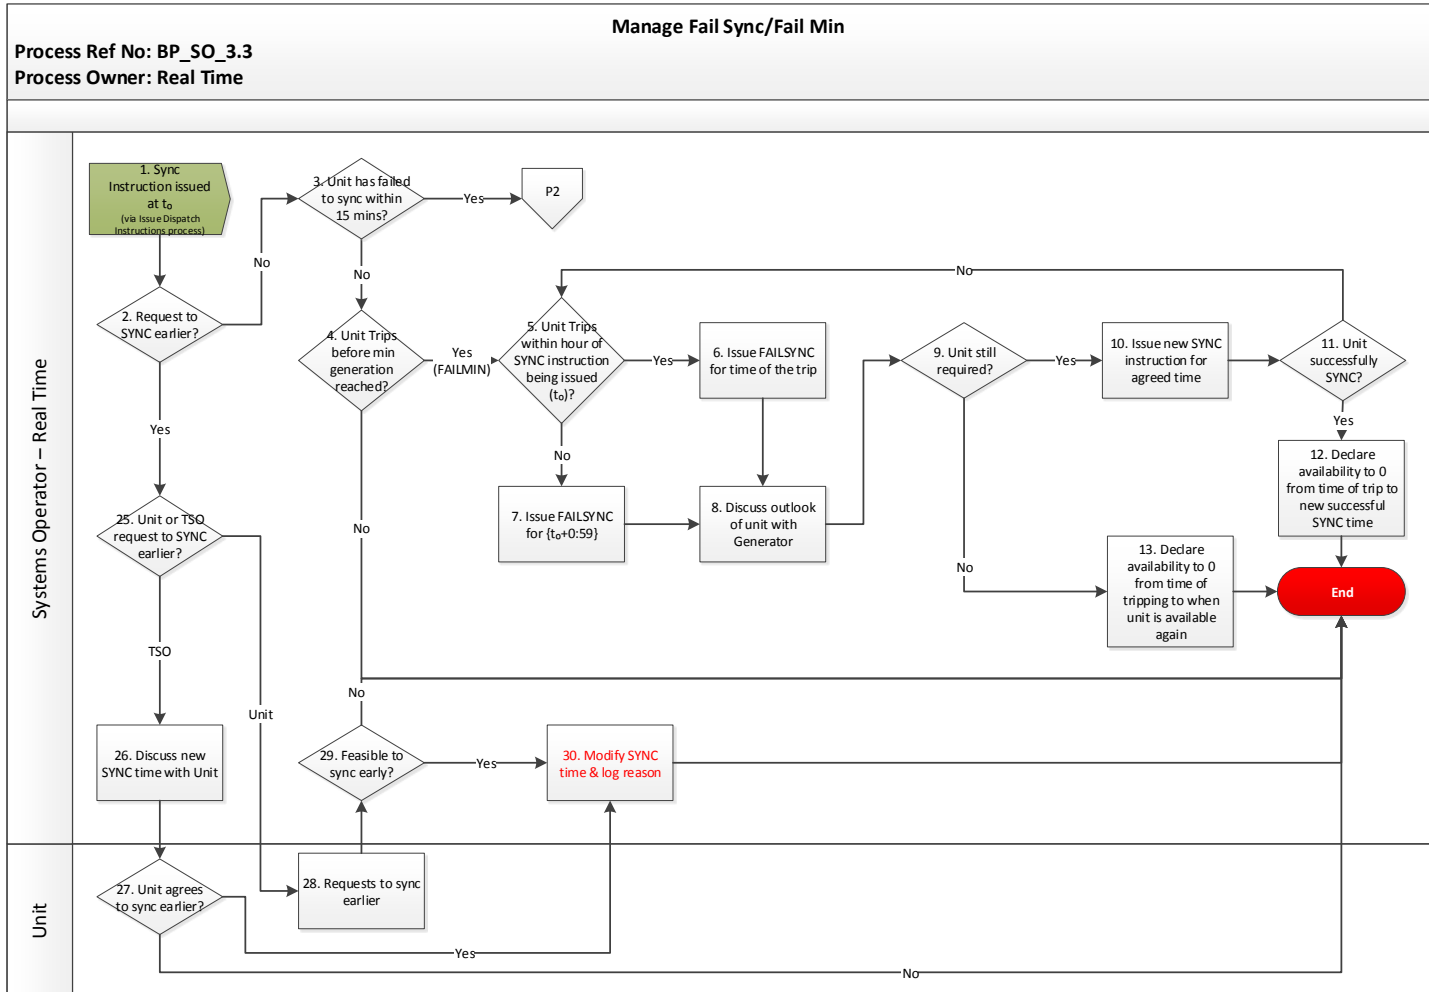 Manage Fail Sync/Fail Min
Process Ref No: BP_SO_3.3
Process Owner: Real Time
Systems Operator – Real Time
1. Sync
Instruction issued
at t₀
(via Issue Dispatch
Instructions process)
No
2. Request to
SYNC earlier?
Yes
3. Unit has failed
to sync within
15 mins?
Yes
P2
No
4. Unit Trips
before min
generation
reached?
Yes
(FAILMIN)
No
5. Unit Trips
within hour of
SYNC instruction
being issued
(t₀)?
Yes
No
6. Issue FAILSYNC
for time of the trip
7. Issue FAILSYNC
for {t₀+0:59}
8. Discuss outlook
of unit with
Generator
9. Unit still
required?
Yes
No
10. Issue new SYNC
instruction for
agreed time
11. Unit
successfully
SYNC?
No
Yes
12. Declare
availability to 0
from time of trip to
new successful
SYNC time
13. Declare
availability to 0
from time of
tripping to when
unit is available
again
End
25. Unit or TSO
request to SYNC
earlier?
TSO
Unit
26. Discuss new
SYNC time with Unit
29. Feasible to
sync early?
No
Yes
30. Modify SYNC
time & log reason
Unit
27. Unit agrees
to sync earlier?
Yes
No
28. Requests to sync
earlier